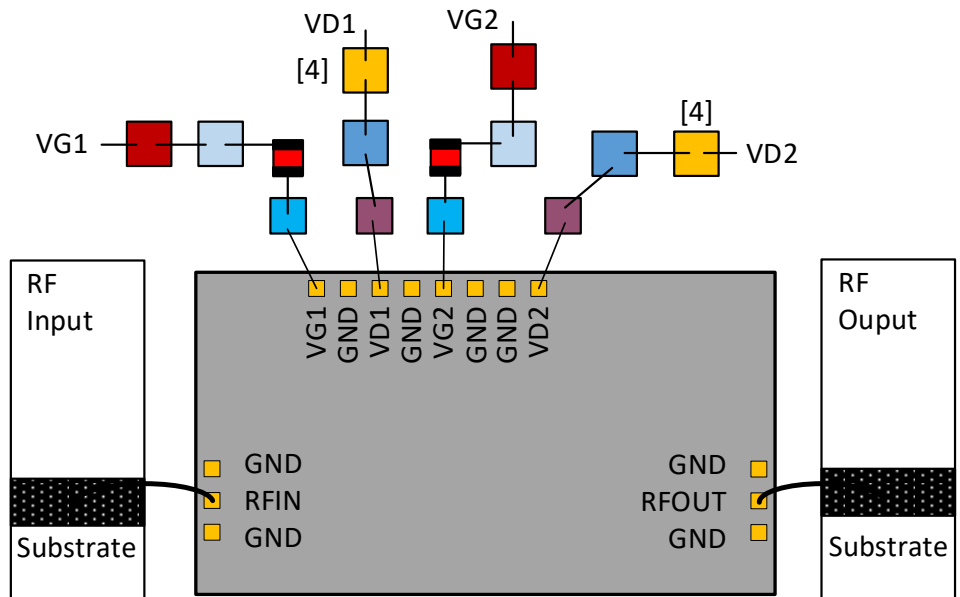 VD1
VG2
[4]
[4]
VG1
VD2
RF
Input
RF
Ouput
VG1
GND
VD1
GND
VG2
GND
GND
VD2
GND
GND
RFIN
RFOUT
GND
GND
Substrate
Substrate